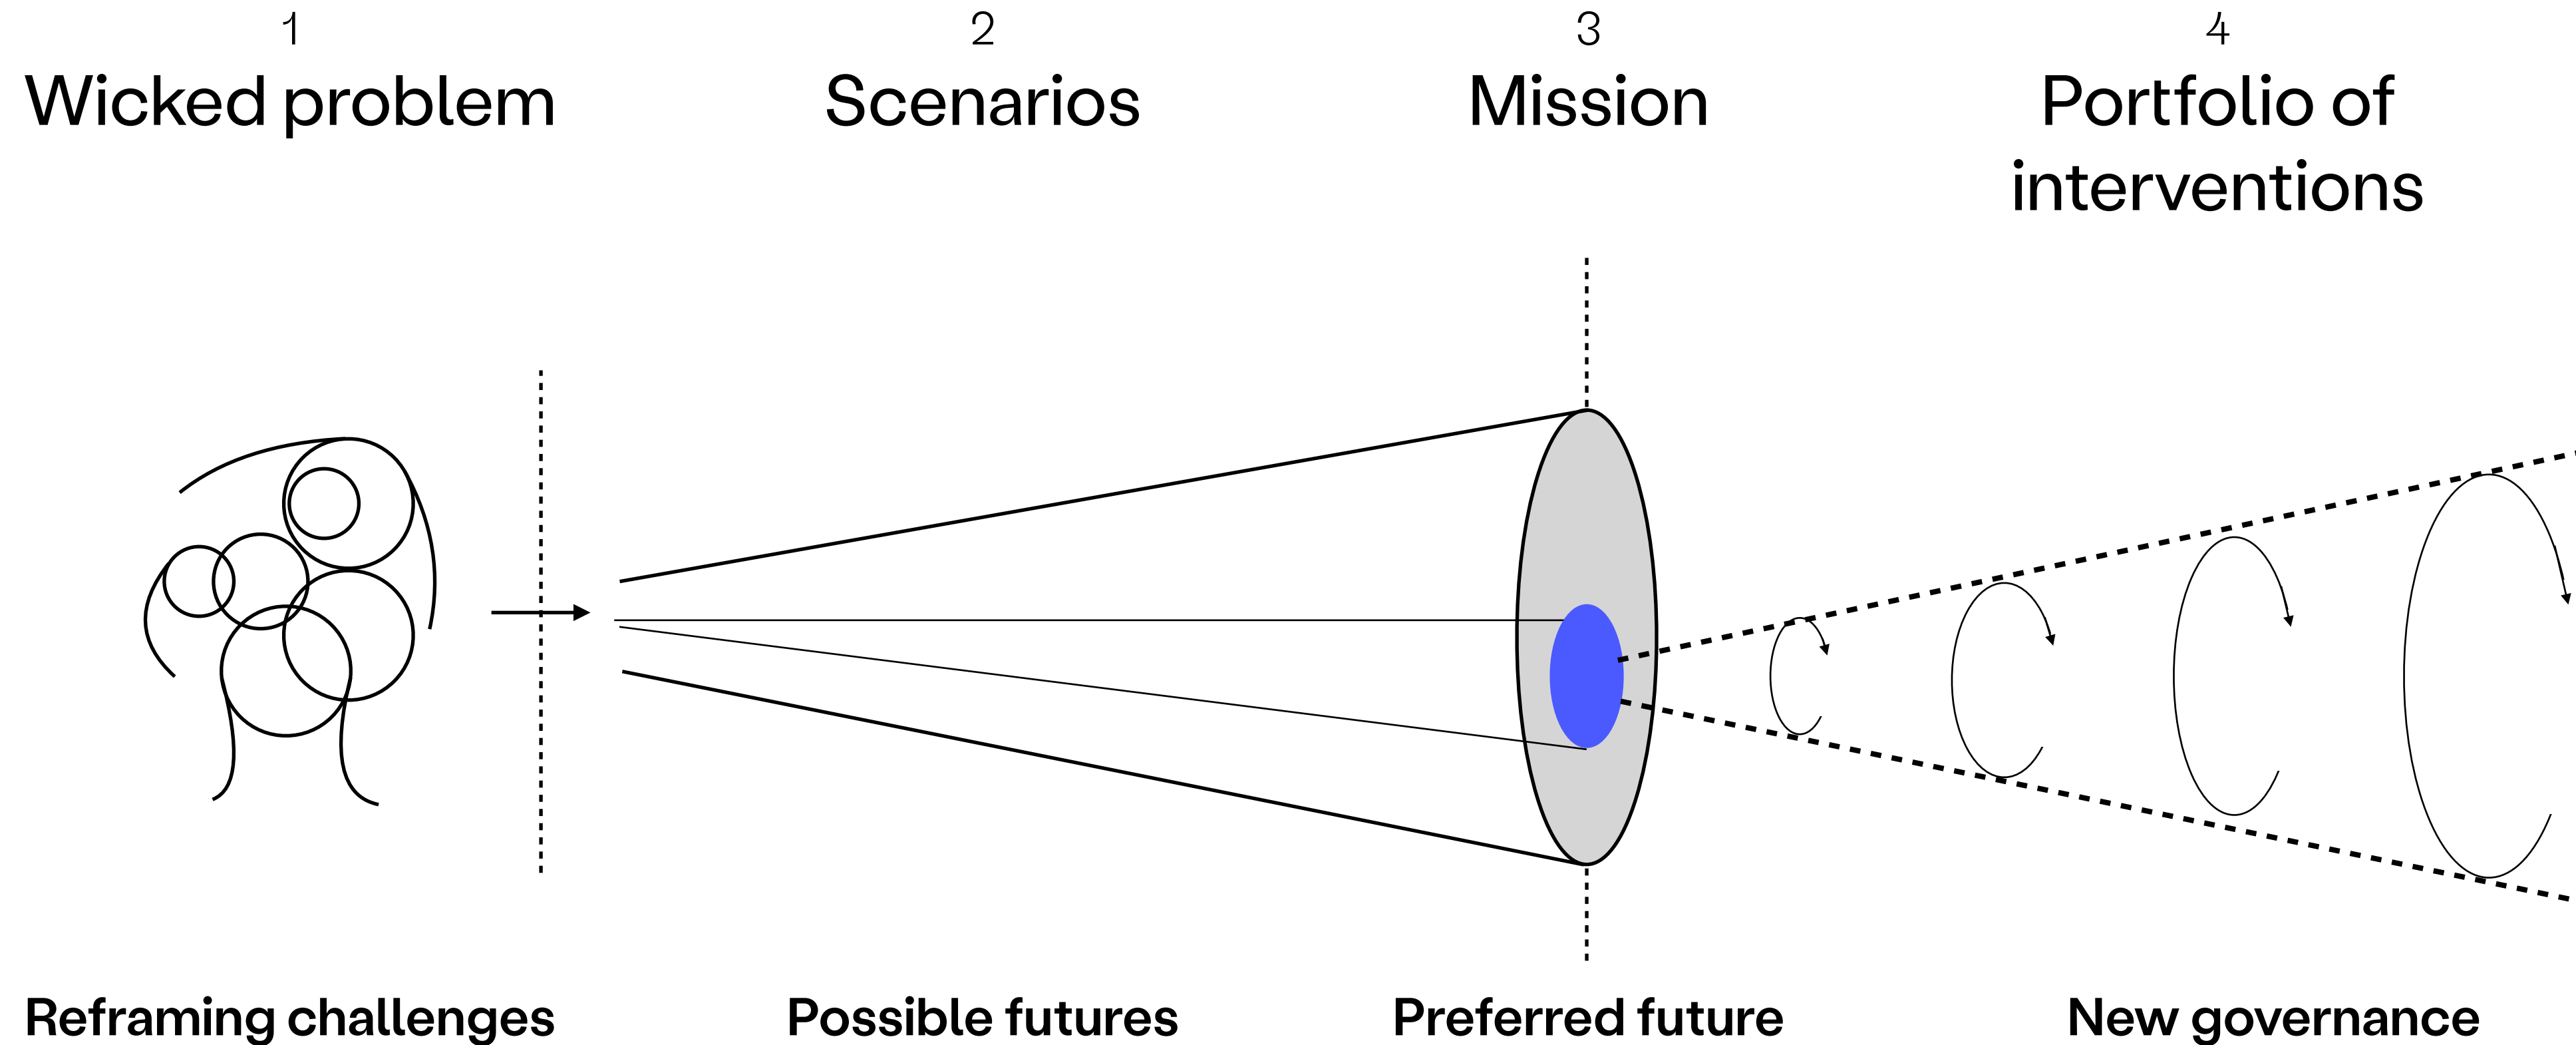 1
Wicked problem
2
Scenarios
3
Mission
4
Portfolio of
interventions
Reframing challenges
Possible futures
Preferred future
New governance